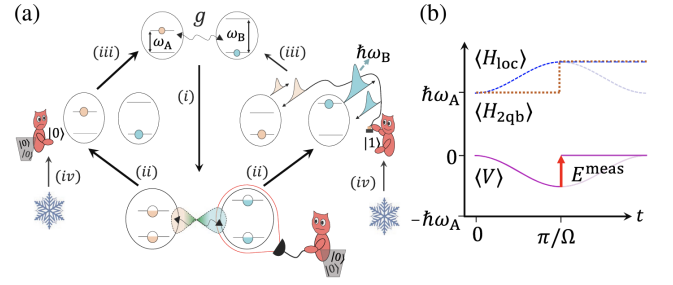 (a)
g
ω_A
ω_B
(iii)
(iii)
ħω_B
(i)
|0⟩
|0⟩
|0⟩
|1⟩
(ii)
(ii)
(iv)
(iv)
|0⟩
|0⟩
(b)
⟨H_loc⟩
ħω_A
⟨H_2qb⟩
0
⟨V⟩
E^meas
−ħω_A
0
π/Ω
t